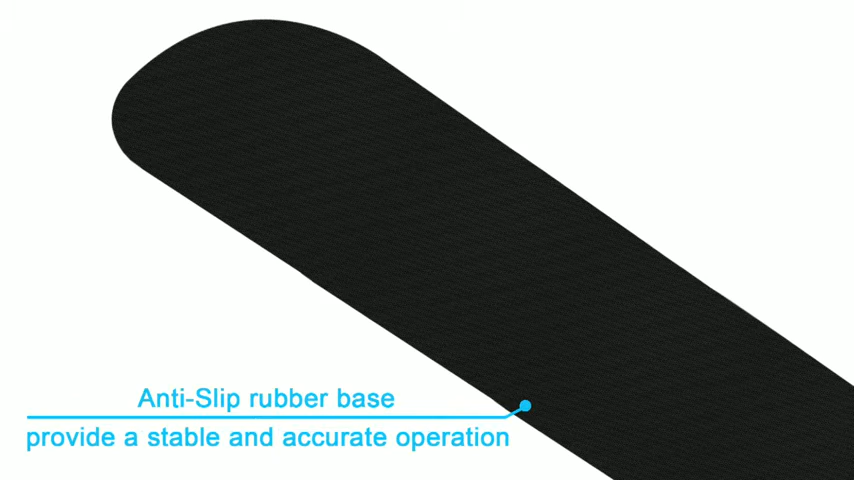 Anti-Slip rubber base
provide a stable and accurate operation